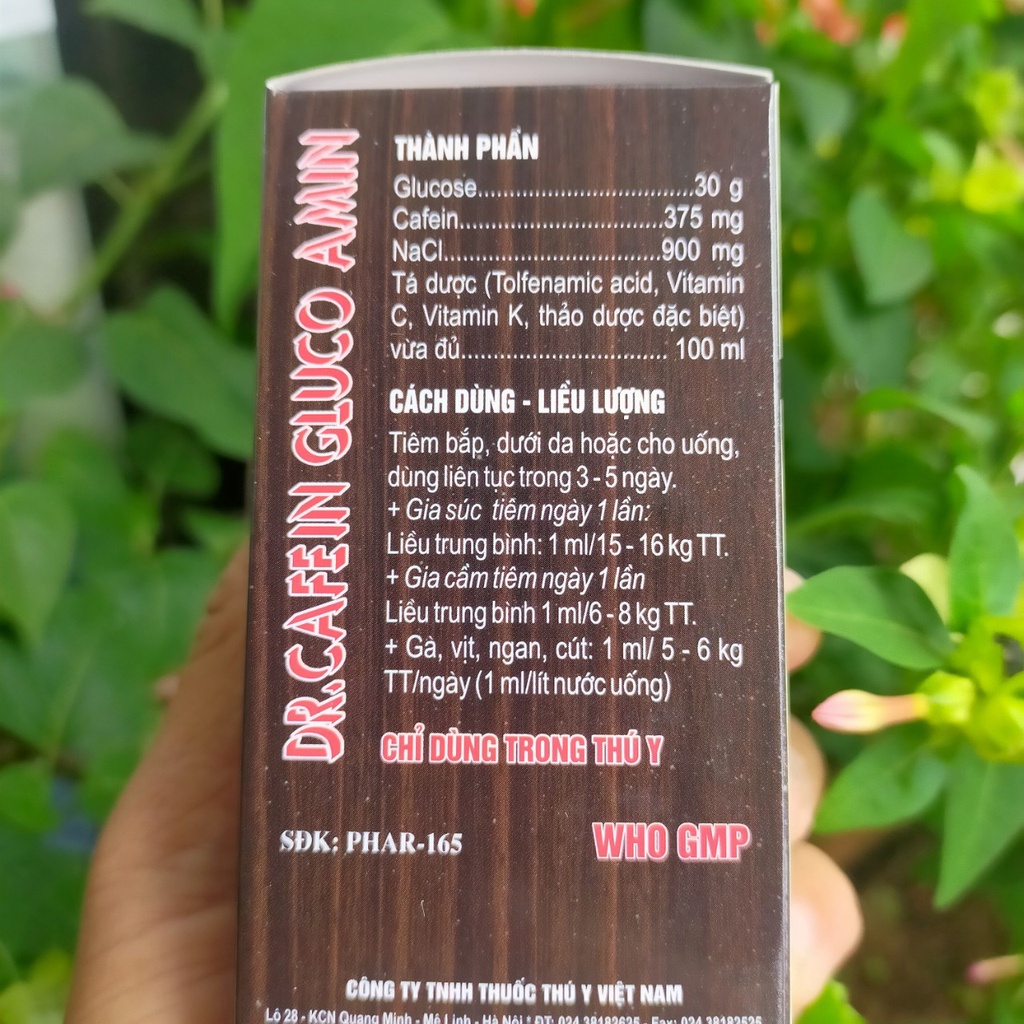 DR.CAFEIN GLUCO AMIN
THÀNH PHẦN
Glucose..................................30 g
Cafein................................375 mg
NaCl...................................900 mg
Tá dược (Tolfenamic acid, Vitamin
C, Vitamin K, thảo dược đặc biệt)
vừa đủ................................ 100 ml
CÁCH DÙNG - LIỀU LƯỢNG
Tiêm bắp, dưới da hoặc cho uống,
dùng liên tục trong 3 - 5 ngày.
+ Gia súc tiêm ngày 1 lần:
Liều trung bình: 1 ml/15 - 16 kg TT.
+ Gia cầm tiêm ngày 1 lần
Liều trung bình 1 ml/6 - 8 kg TT.
+ Gà, vịt, ngan, cút: 1 ml/ 5 - 6 kg
TT/ngày (1 ml/lít nước uống)
CHỈ DÙNG TRONG THÚ Y
SĐK: PHAR-165
WHO GMP
CÔNG TY TNHH THUỐC THÚ Y VIỆT NAM
Lô 28 - KCN Quang Minh - Mê Linh - Hà Nội * ĐT: 024 38182625 - Fax: 024 38182525